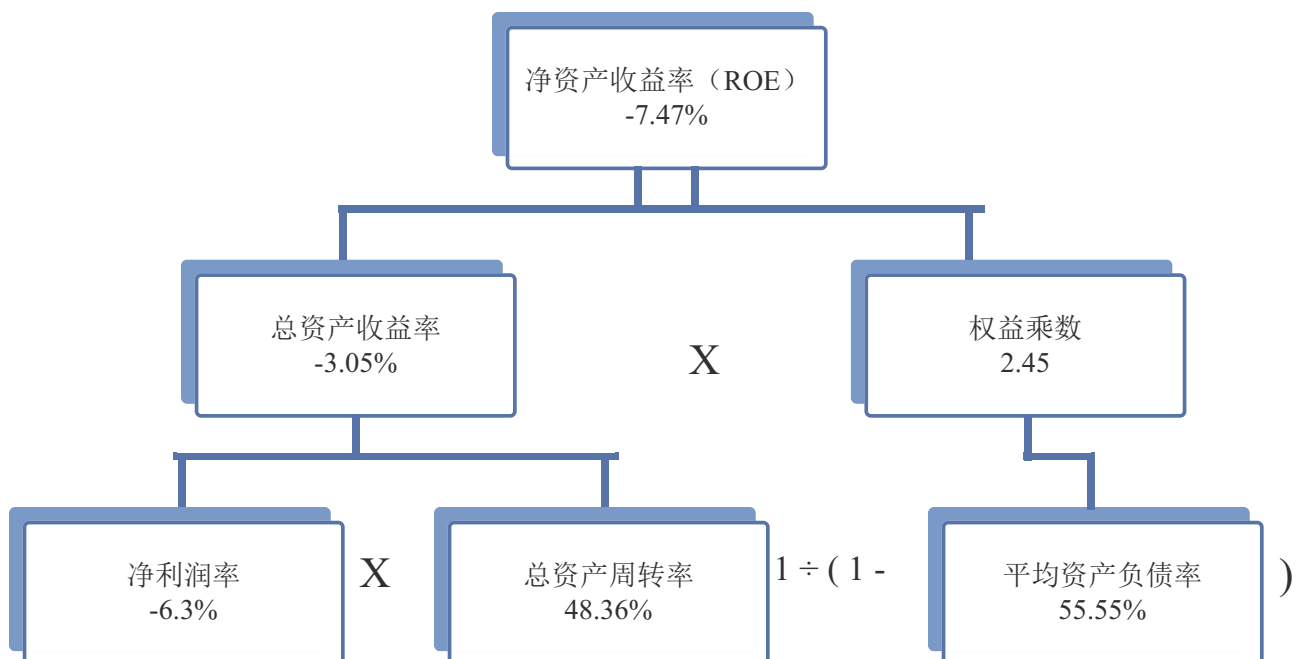 净资产收益率（ROE）
-7.47%
总资产收益率
-3.05%
X
权益乘数
2.45
净利润率
-6.3%
X
总资产周转率
48.36%
1 ÷ ( 1 -
平均资产负债率
55.55%
)